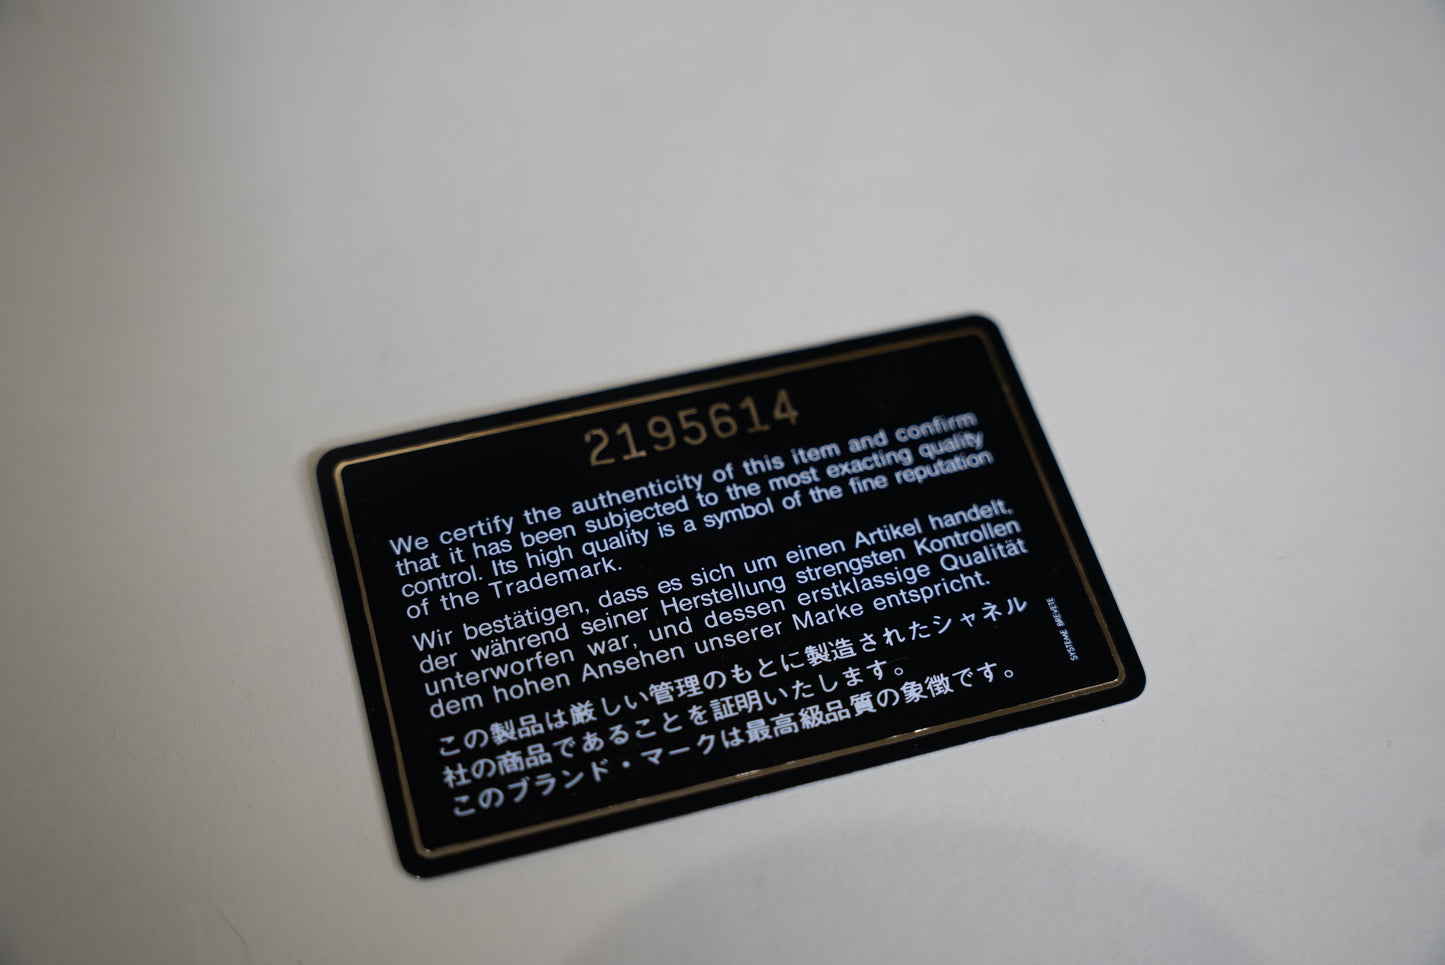 2195614
We certify the authenticity of this item and confirm
that it has been subjected to the most exacting quality
control. Its high quality is a symbol of the fine reputation
of the Trademark.
Wir bestätigen, dass es sich um einen Artikel handelt,
der während seiner Herstellung strengsten Kontrollen
unterworfen war, und dessen erstklassige Qualität
dem hohen Ansehen unserer Marke entspricht.
この製品は厳しい管理のもとに製造されたシャネル
社の商品であることを証明いたします。
このブランド・マークは最高級品質の象徴です。
SYSTEME BREVETE